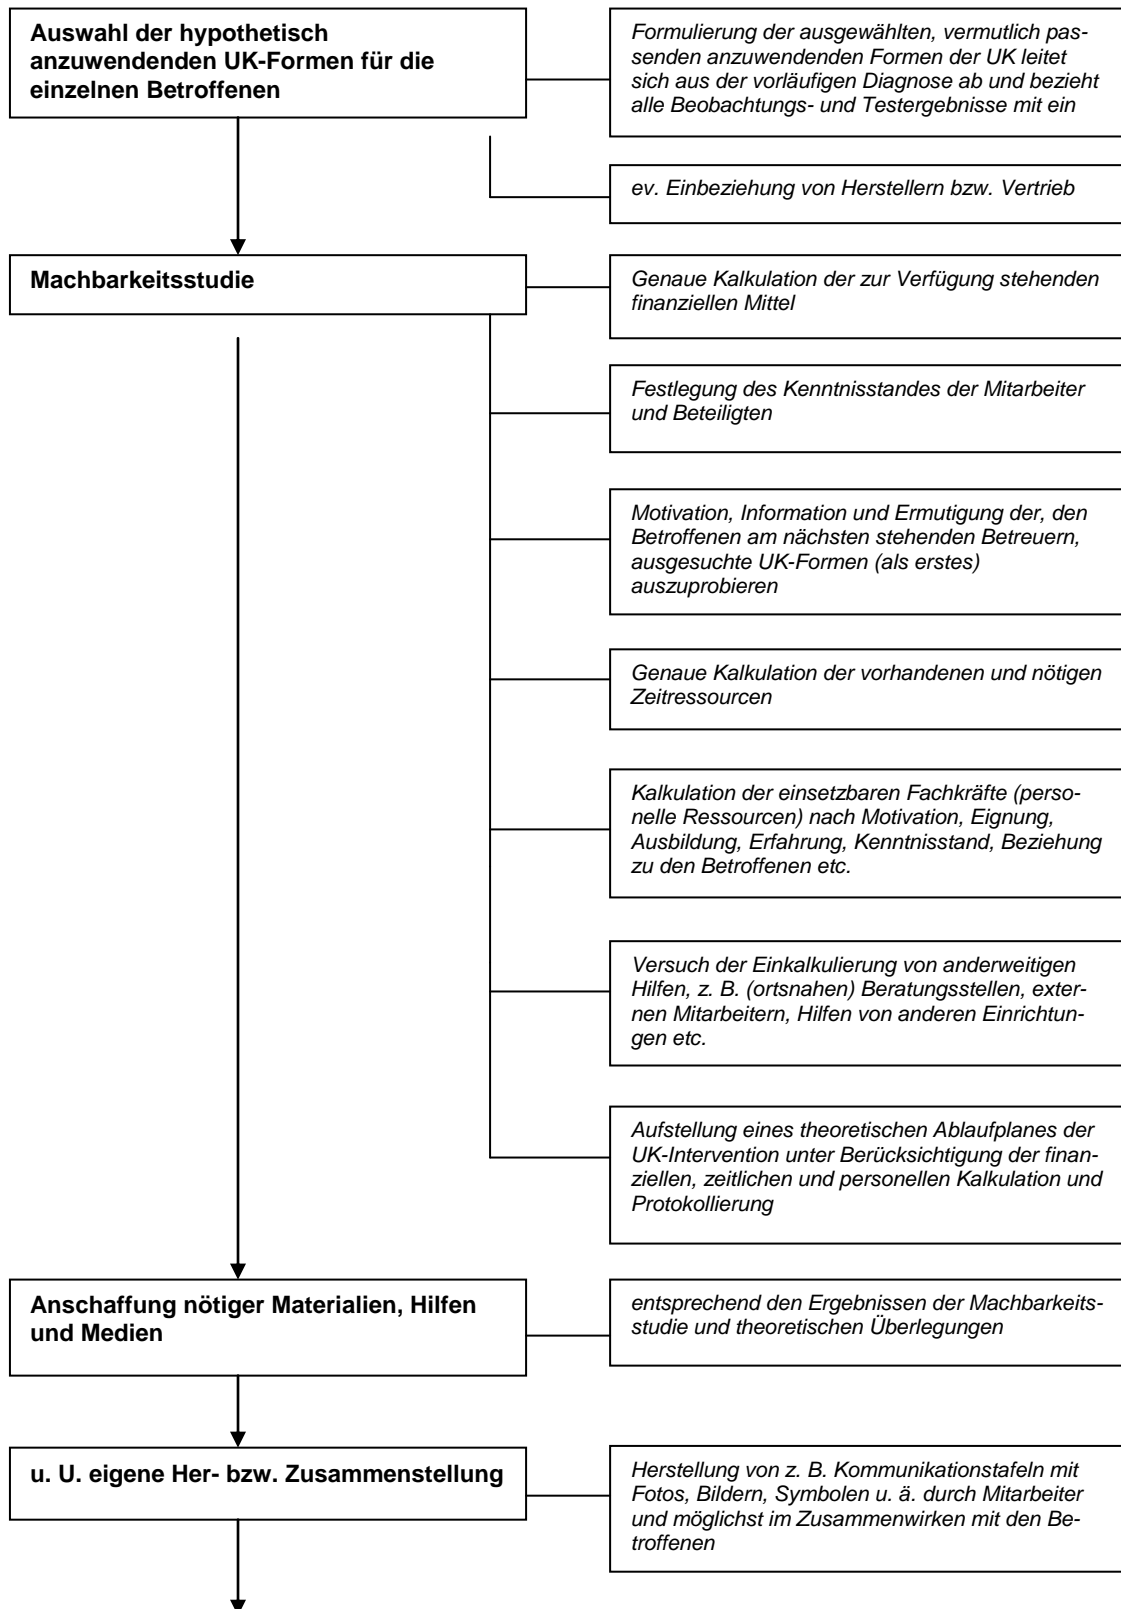 Auswahl der hypothetisch
anzuwendenden UK-Formen für die
einzelnen Betroffenen
Formulierung der ausgewählten, vermutlich pas-
senden anzuwendenden Formen der UK leitet
sich aus der vorläufigen Diagnose ab und bezieht
alle Beobachtungs- und Testergebnisse mit ein
ev. Einbeziehung von Herstellern bzw. Vertrieb
Machbarkeitsstudie
Genaue Kalkulation der zur Verfügung stehenden
finanziellen Mittel
Festlegung des Kenntnisstandes der Mitarbeiter
und Beteiligten
Motivation, Information und Ermutigung der, den
Betroffenen am nächsten stehenden Betreuern,
ausgesuchte UK-Formen (als erstes)
auszuprobieren
Genaue Kalkulation der vorhandenen und nötigen
Zeitressourcen
Kalkulation der einsetzbaren Fachkräfte (perso-
nelle Ressourcen) nach Motivation, Eignung,
Ausbildung, Erfahrung, Kenntnisstand, Beziehung
zu den Betroffenen etc.
Versuch der Einkalkulierung von anderweitigen
Hilfen, z. B. (ortsnahen) Beratungsstellen, exter-
nen Mitarbeitern, Hilfen von anderen Einrichtun-
gen etc.
Aufstellung eines theoretischen Ablaufplanes der
UK-Intervention unter Berücksichtigung der finan-
ziellen, zeitlichen und personellen Kalkulation und
Protokollierung
Anschaffung nötiger Materialien, Hilfen
und Medien
entsprechend den Ergebnissen der Machbarkeits-
studie und theoretischen Überlegungen
u. U. eigene Her- bzw. Zusammenstellung
Herstellung von z. B. Kommunikationstafeln mit
Fotos, Bildern, Symbolen u. ä. durch Mitarbeiter
und möglichst im Zusammenwirken mit den Be-
troffenen